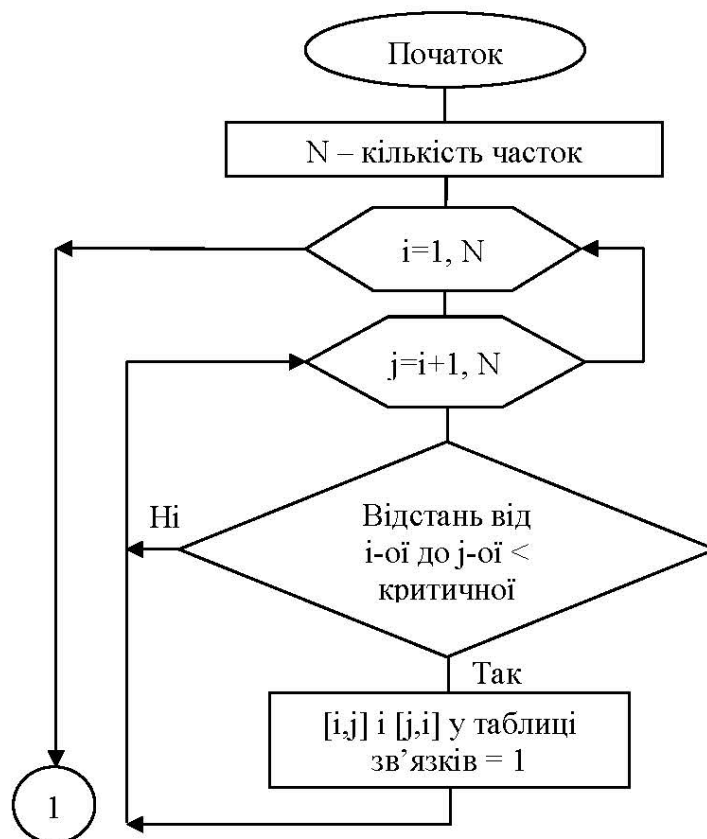 Початок
N – кількість часток
i=1, N
j=i+1, N
Ні
Відстань від
і-ої до j-ої <
критичної
Так
[i,j] і [j,i] у таблиці
зв’язків = 1
1